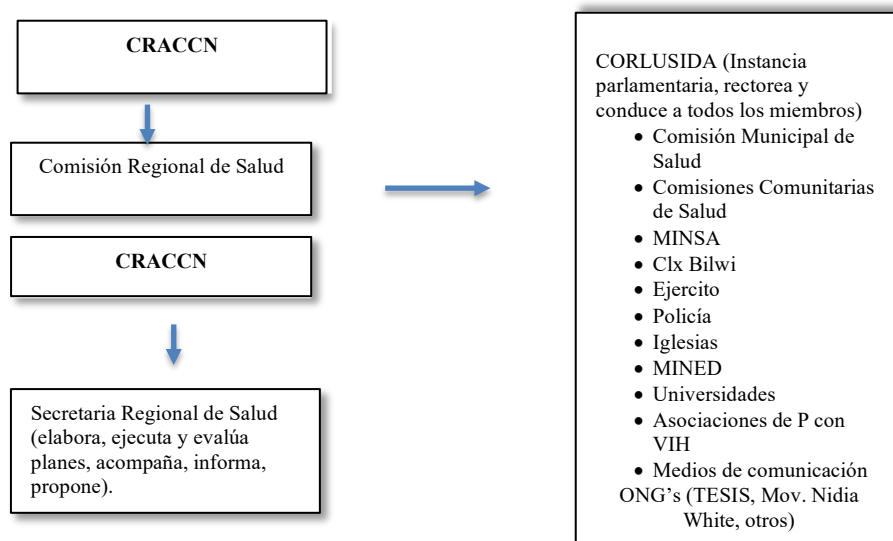 CRACCN
Comisión Regional de Salud
CRACCN
Secretaria Regional de Salud
(elabora, ejecuta y evalúa
planes, acompaña, informa,
propone).
CORLUSIDA (Instancia
parlamentaria, rectorea y
conduce a todos los miembros)
• Comisión Municipal de
Salud
• Comisiones Comunitarias
de Salud
• MINSA
• Clx Bilwi
• Ejercito
• Policía
• Iglesias
• MINED
• Universidades
• Asociaciones de P con
VIH
• Medios de comunicación
ONG’s (TESIS, Mov. Nidia
White, otros)